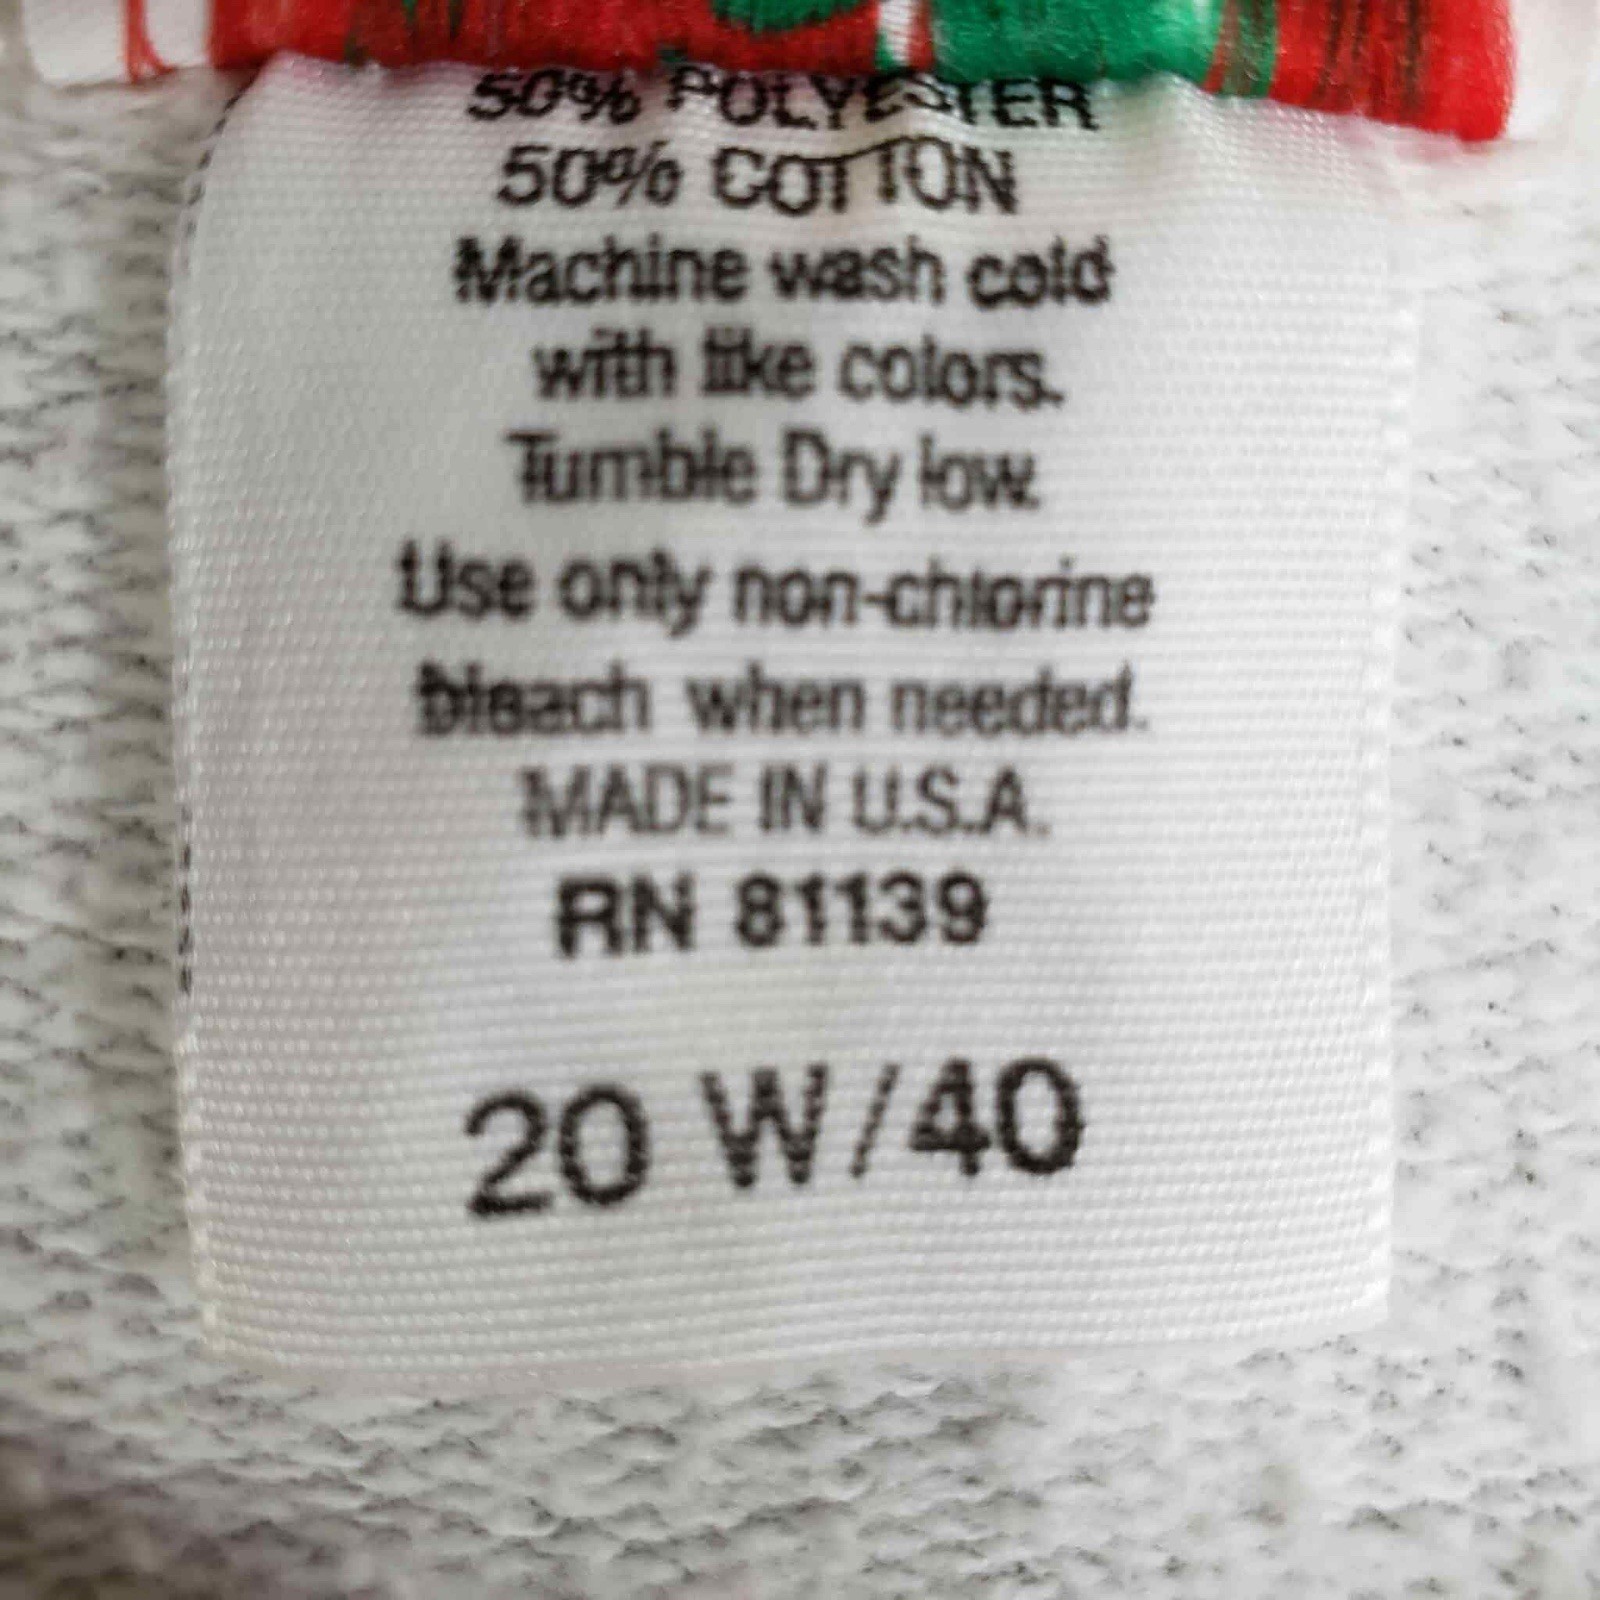 50% POLYESTER
50% COTTON
Machine wash cold
with like colors.
Tumble Dry low.
Use only non-chlorine
bleach when needed.
MADE IN U.S.A.
RN 81139
20 W/40